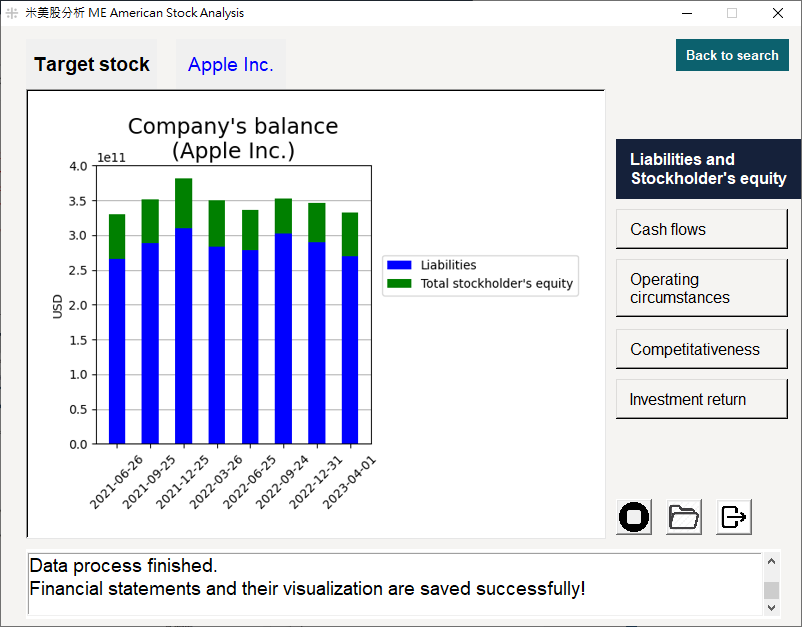 米美股分析 ME American Stock Analysis
Target stock
Apple Inc.
Back to search
Company's balance
(Apple Inc.)
1e11
4.0
3.5
3.0
2.5
2.0
1.5
1.0
0.5
0.0
USD
2021-06-26
2021-09-25
2021-12-25
2022-03-26
2022-06-25
2022-09-24
2022-12-31
2023-04-01
Liabilities
Total stockholder's equity
Liabilities and
Stockholder's equity
Cash flows
Operating
circumstances
Competitativeness
Investment return
Data process finished.
Financial statements and their visualization are saved successfully!